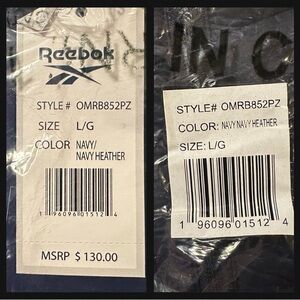 Reebok
STYLE# OMRB852PZ
SIZE L/G
COLOR NAVY/
NAVY HEATHER
1 96096 01512 4
MSRP $ 130.00
IN C
STYLE#: OMRB852PZ
COLOR: NAVY NAVY HEATHER
SIZE: L/G
1 96096 01512 4